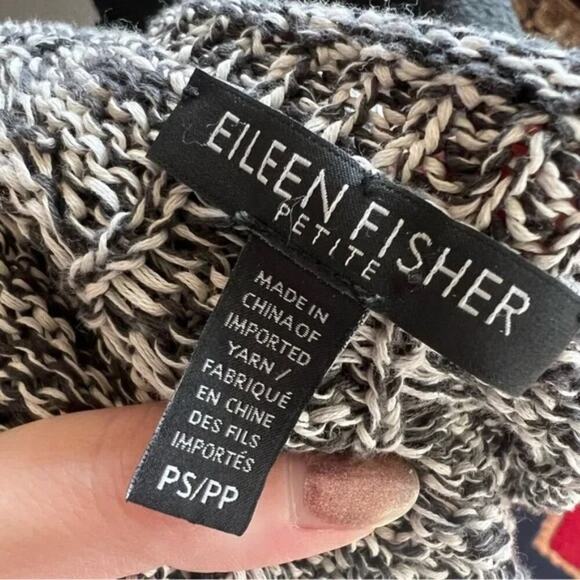 EILEEN FISHER
PETITE
MADE IN
CHINA OF
IMPORTED
YARN /
FABRIQUÉ
EN CHINE
DES FILS
IMPORTÉS
PS/PP